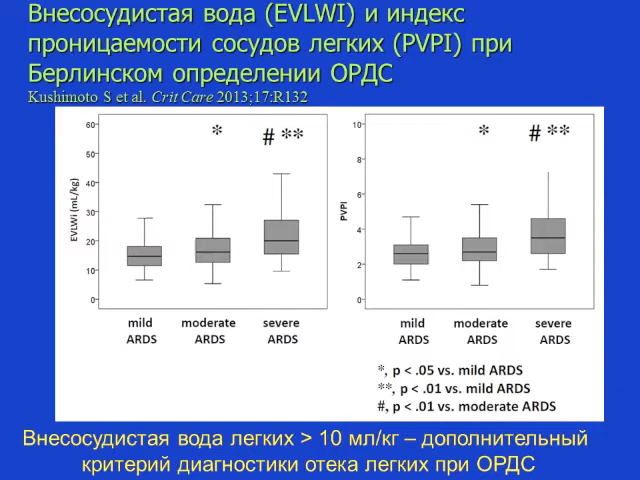 Внесосудистая вода (EVLWI) и индекс
проницаемости сосудов легких (PVPI) при
Берлинском определении ОРДС
Kushimoto S et al. Crit Care 2013;17:R132
60
50
40
30
20
10
0
EVLWi (mL/kg)
* # **
mild ARDS
moderate ARDS
severe ARDS
10
8
6
4
2
0
PVPI
* # **
mild ARDS
moderate ARDS
severe ARDS
*, p < .05 vs. mild ARDS
**, p < .01 vs. mild ARDS
#, p < .01 vs. moderate ARDS
Внесосудистая вода легких > 10 мл/кг – дополнительный
критерий диагностики отека легких при ОРДС